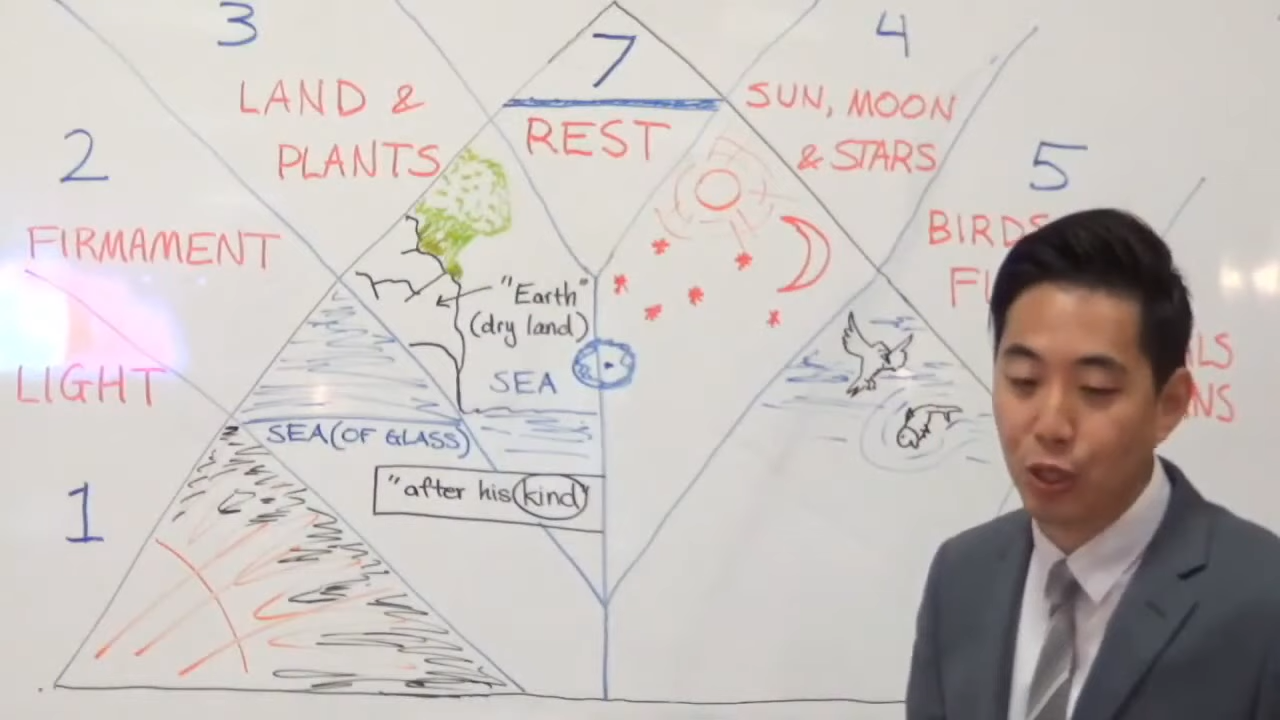 3
LAND &
PLANTS
7
REST
4
SUN, MOON
& STARS
2
FIRMAMENT
5
BIRDS
LIGHT
"Earth"
(dry land)
SEA
SEA (OF GLASS)
"after his kind"
1